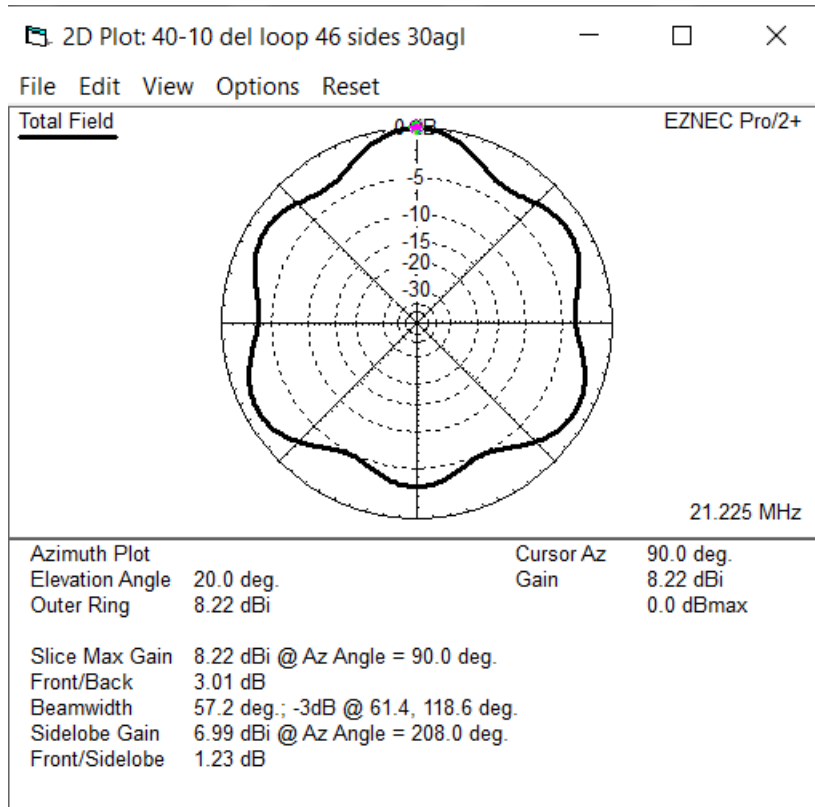 2D Plot: 40-10 del loop 46 sides 30agl
File Edit View Options Reset
Total Field
EZNEC Pro/2+
0 dB
-5
-10
-15
-20
-30
21.225 MHz
Azimuth Plot Cursor Az 90.0 deg.
Elevation Angle 20.0 deg. Gain 8.22 dBi
Outer Ring 8.22 dBi 0.0 dBmax
Slice Max Gain 8.22 dBi @ Az Angle = 90.0 deg.
Front/Back 3.01 dB
Beamwidth 57.2 deg.; -3dB @ 61.4, 118.6 deg.
Sidelobe Gain 6.99 dBi @ Az Angle = 208.0 deg.
Front/Sidelobe 1.23 dB